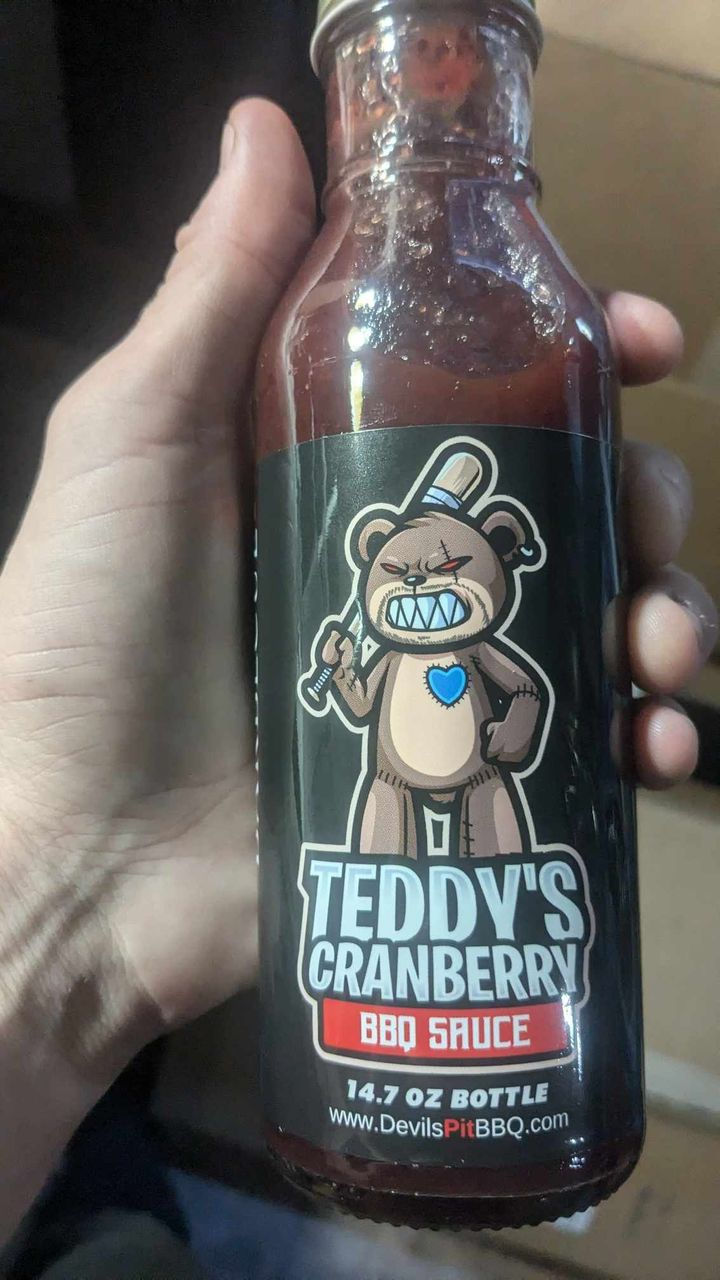 TEDDY'S
CRANBERRY
BBQ SAUCE
14.7 OZ BOTTLE
www.DevilsPitBBQ.com